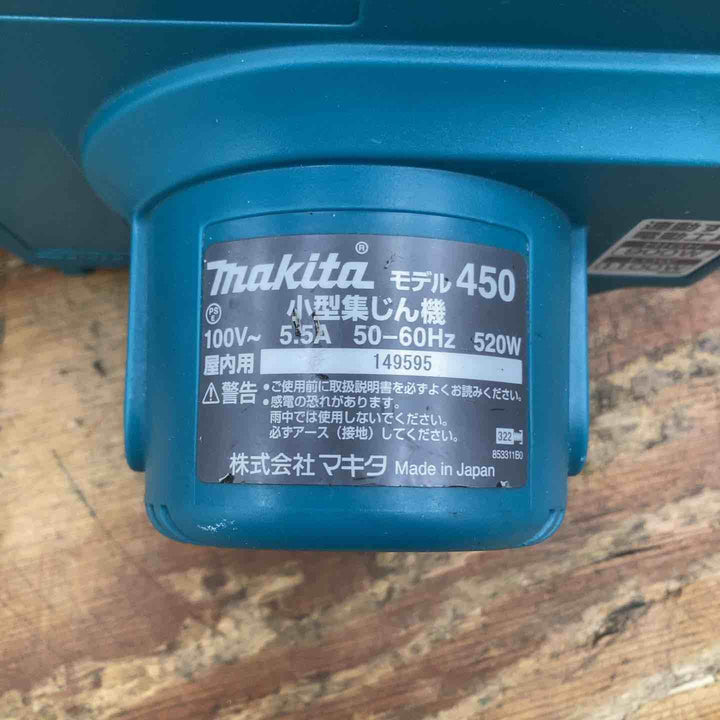 makita® モデル 450
小型集じん機
PS E
100V～ 5.5A 50−60Hz 520W
屋内用 149595
警告 •ご使用前に取扱説明書を必ずよくお読みください。
•感電の恐れがあります。
雨中では使用しないでください。
必ずアース（接地）してください。
322
853311B0
株式会社 マキタ Made in Japan